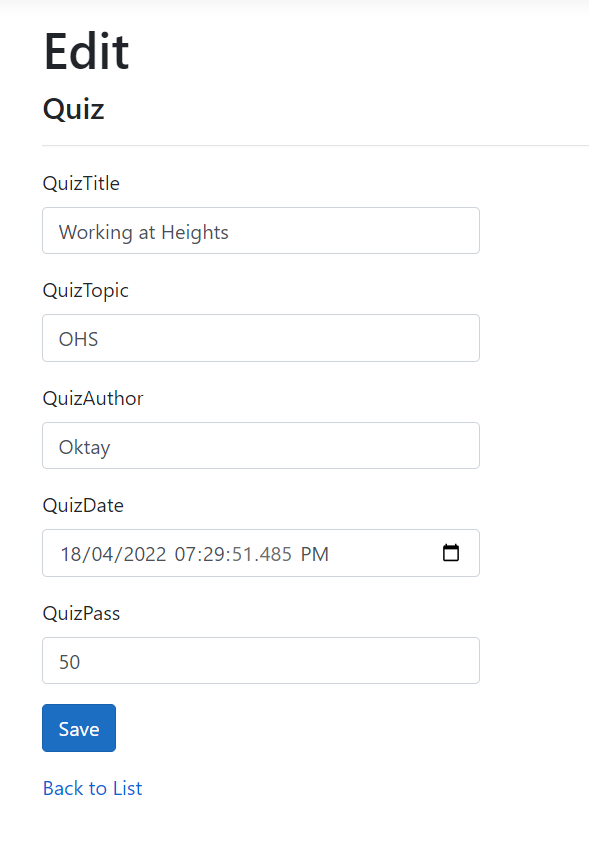 Edit
Quiz
QuizTitle
Working at Heights
QuizTopic
OHS
QuizAuthor
Oktay
QuizDate
18/04/2022 07:29:51.485 PM
QuizPass
50
Save
Back to List